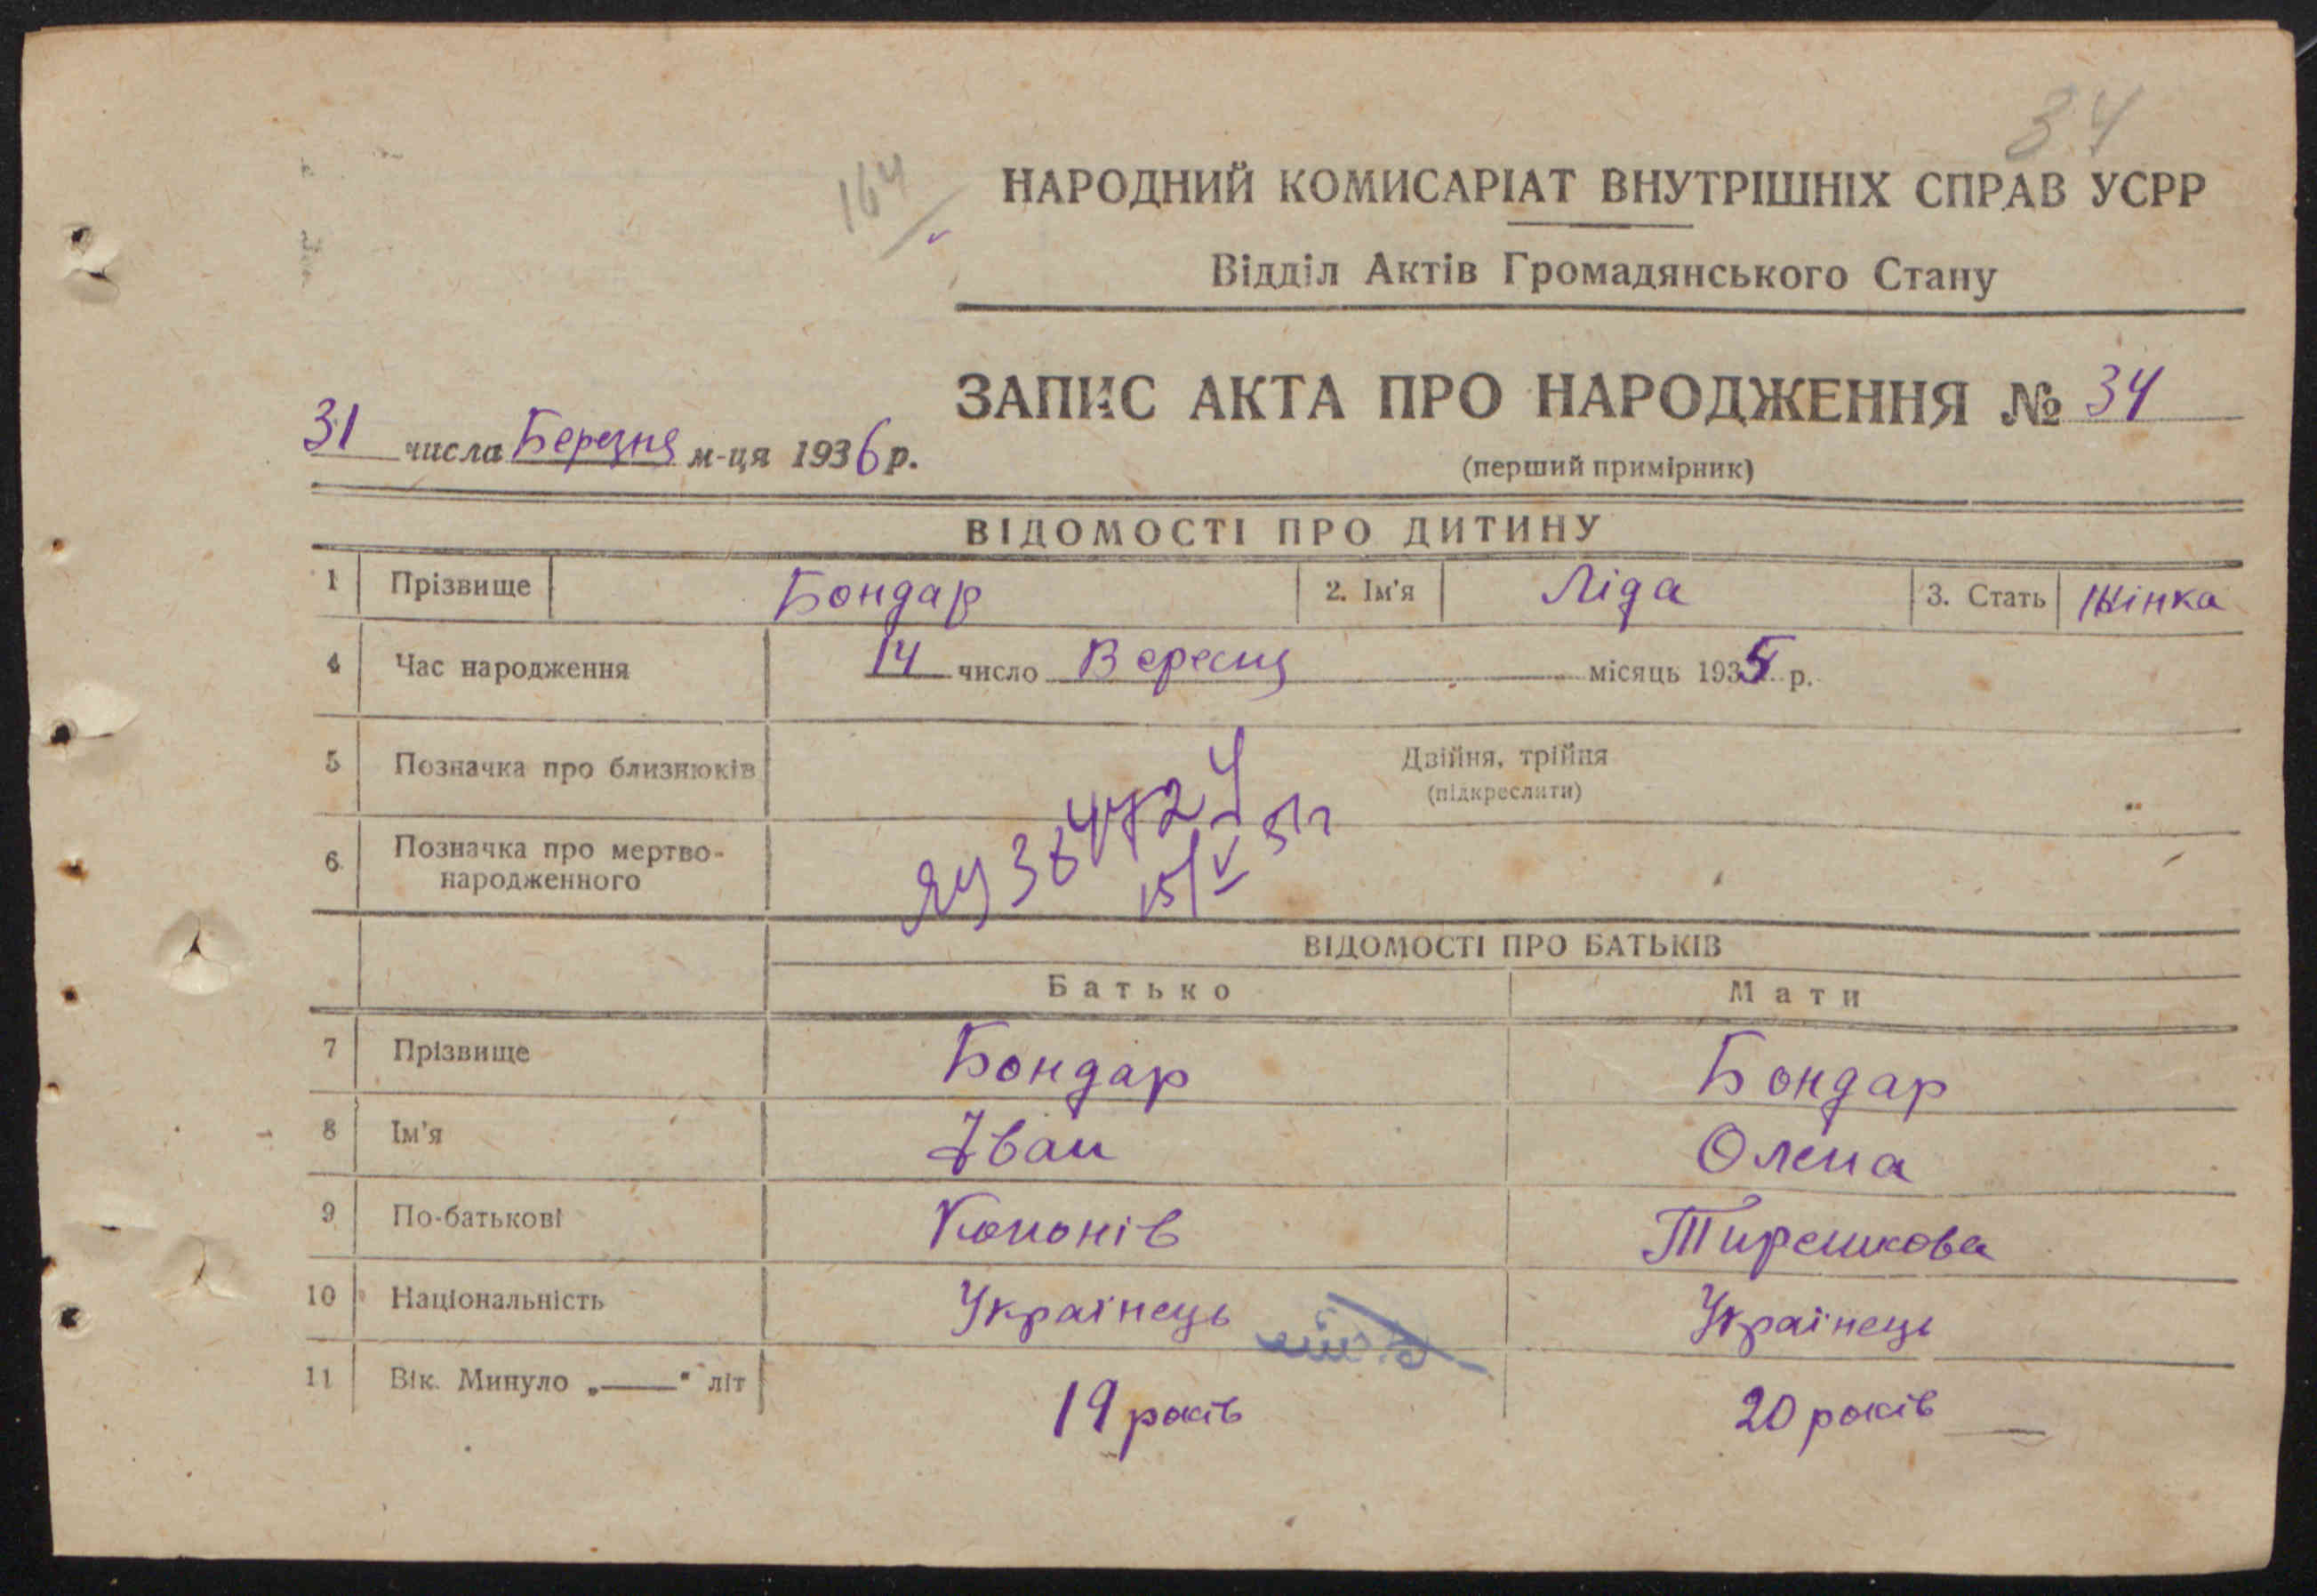 34
164
НАРОДНИЙ КОМИСАРІАТ ВНУТРІШНІХ СПРАВ УСРР
Відділ Актів Громадянського Стану
ЗАПИС АКТА ПРО НАРОДЖЕННЯ № 34
31 числа Березня м-ця 1936 р.
(перший примірник)
ВІДОМОСТІ ПРО ДИТИНУ
1 Прізвище Бондар 2. Ім'я Ліда 3. Стать Жінка
4 Час народження 14 число Вересня місяць 1935 р.
5 Позначка про близнюків Двійня, трійня
(підкреслити)
6. Позначка про мертво-
народженного
15/V 51г
ВІДОМОСТІ ПРО БАТЬКІВ
Батько Мати
7 Прізвище Бондар Бондар
8 Ім'я Іван Олена
9 По-батькові Кононів
10 Національність Українець Українець
11 Вік. Минуло „——" літ 19 років 20 років